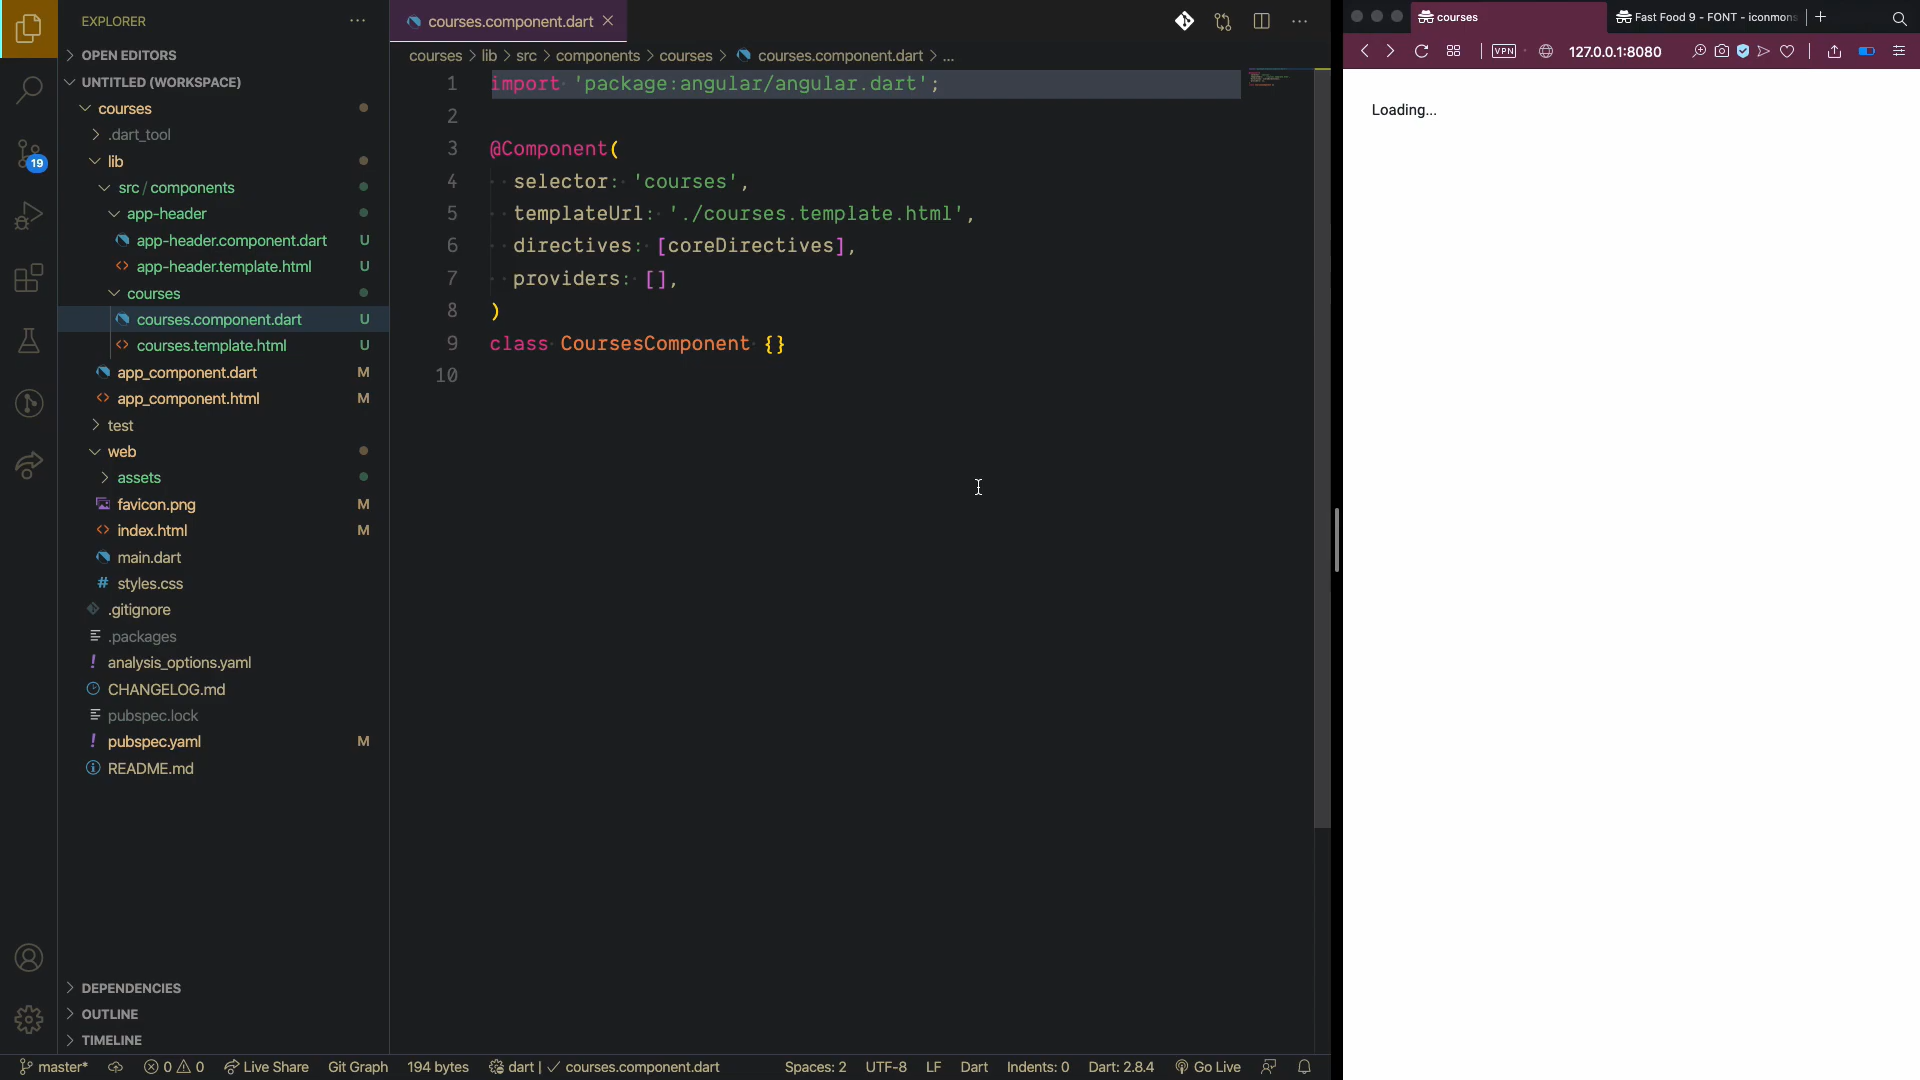 EXPLORER
OPEN EDITORS
UNTITLED (WORKSPACE)
courses
.dart_tool
lib
src / components
app-header
app-header.component.dart U
app-header.template.html U
courses
courses.component.dart U
courses.template.html U
app_component.dart M
app_component.html M
test
web
assets
favicon.png M
index.html M
main.dart
# styles.css
.gitignore
.packages
! analysis_options.yaml
CHANGELOG.md
pubspec.lock
! pubspec.yaml M
README.md
DEPENDENCIES
OUTLINE
TIMELINE
19
courses.component.dart
courses > lib > src > components > courses > courses.component.dart > ...
1 import 'package:angular/angular.dart';
2
3 @Component(
4 selector: 'courses',
5 templateUrl: './courses.template.html',
6 directives: [coreDirectives],
7 providers: [],
8 )
9 class CoursesComponent {}
10
master* 0 0 Live Share Git Graph 194 bytes dart | ✓ courses.component.dart Spaces: 2 UTF-8 LF Dart Indents: 0 Dart: 2.8.4 Go Live
courses
Fast Food 9 - FONT - iconmons
VPN 127.0.0.1:8080
Loading...